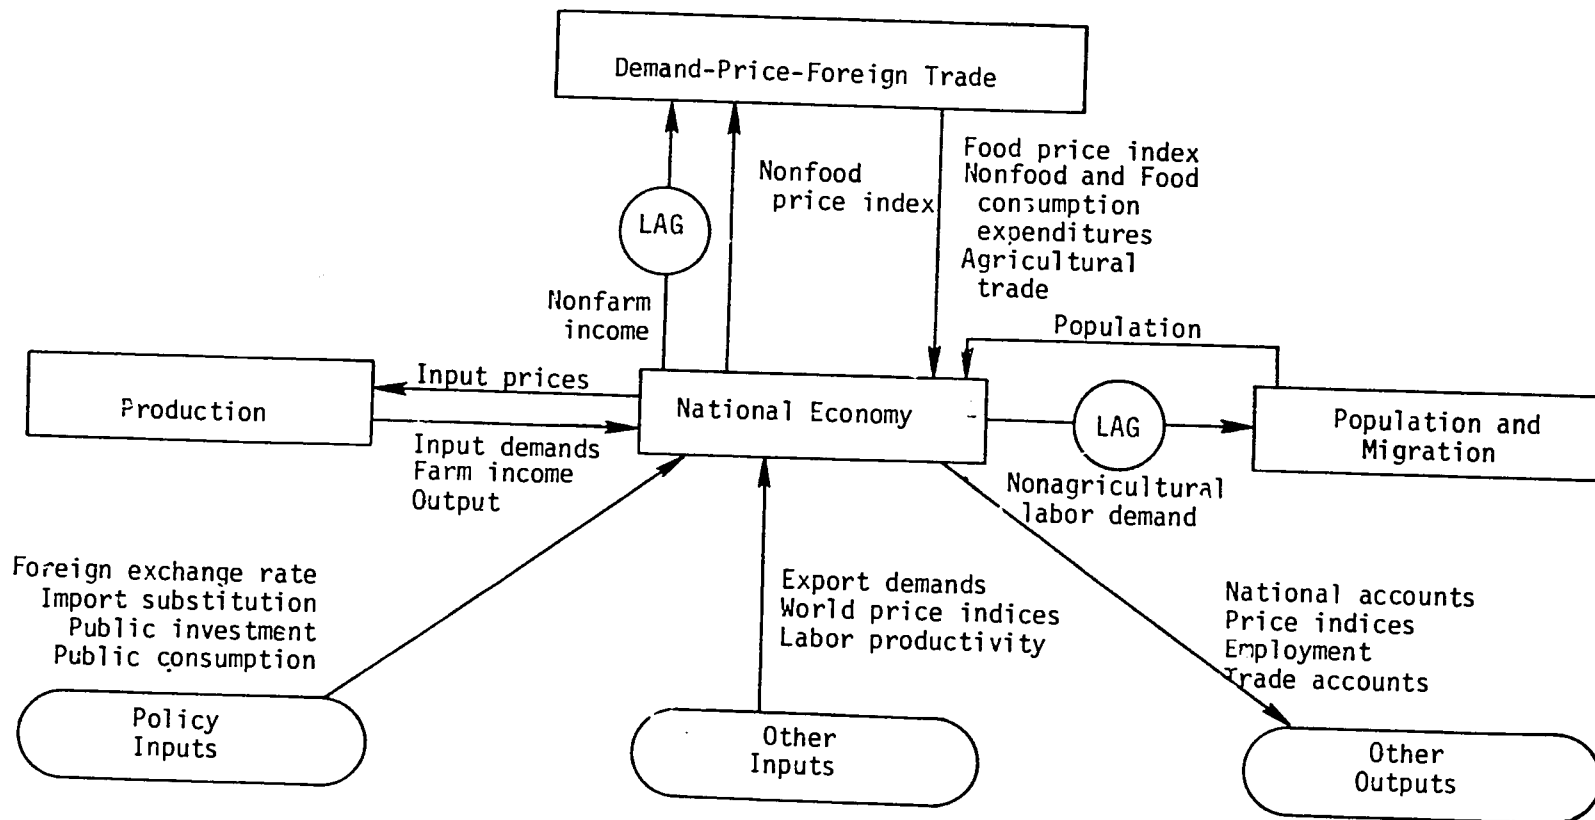 Demand-Price-Foreign Trade
Food price index
Nonfood and Food
consumption
expenditures
Agricultural
trade
Nonfood
price index
LAG
Nonfarm
income
Population
Input prices
Production
National Economy
LAG
Population and
Migration
Input demands
Farm income
Output
Nonagricultural
labor demand
Foreign exchange rate
Import substitution
Public investment
Public consumption
Export demands
World price indices
Labor productivity
National accounts
Price indices
Employment
Trade accounts
Policy
Inputs
Other
Inputs
Other
Outputs